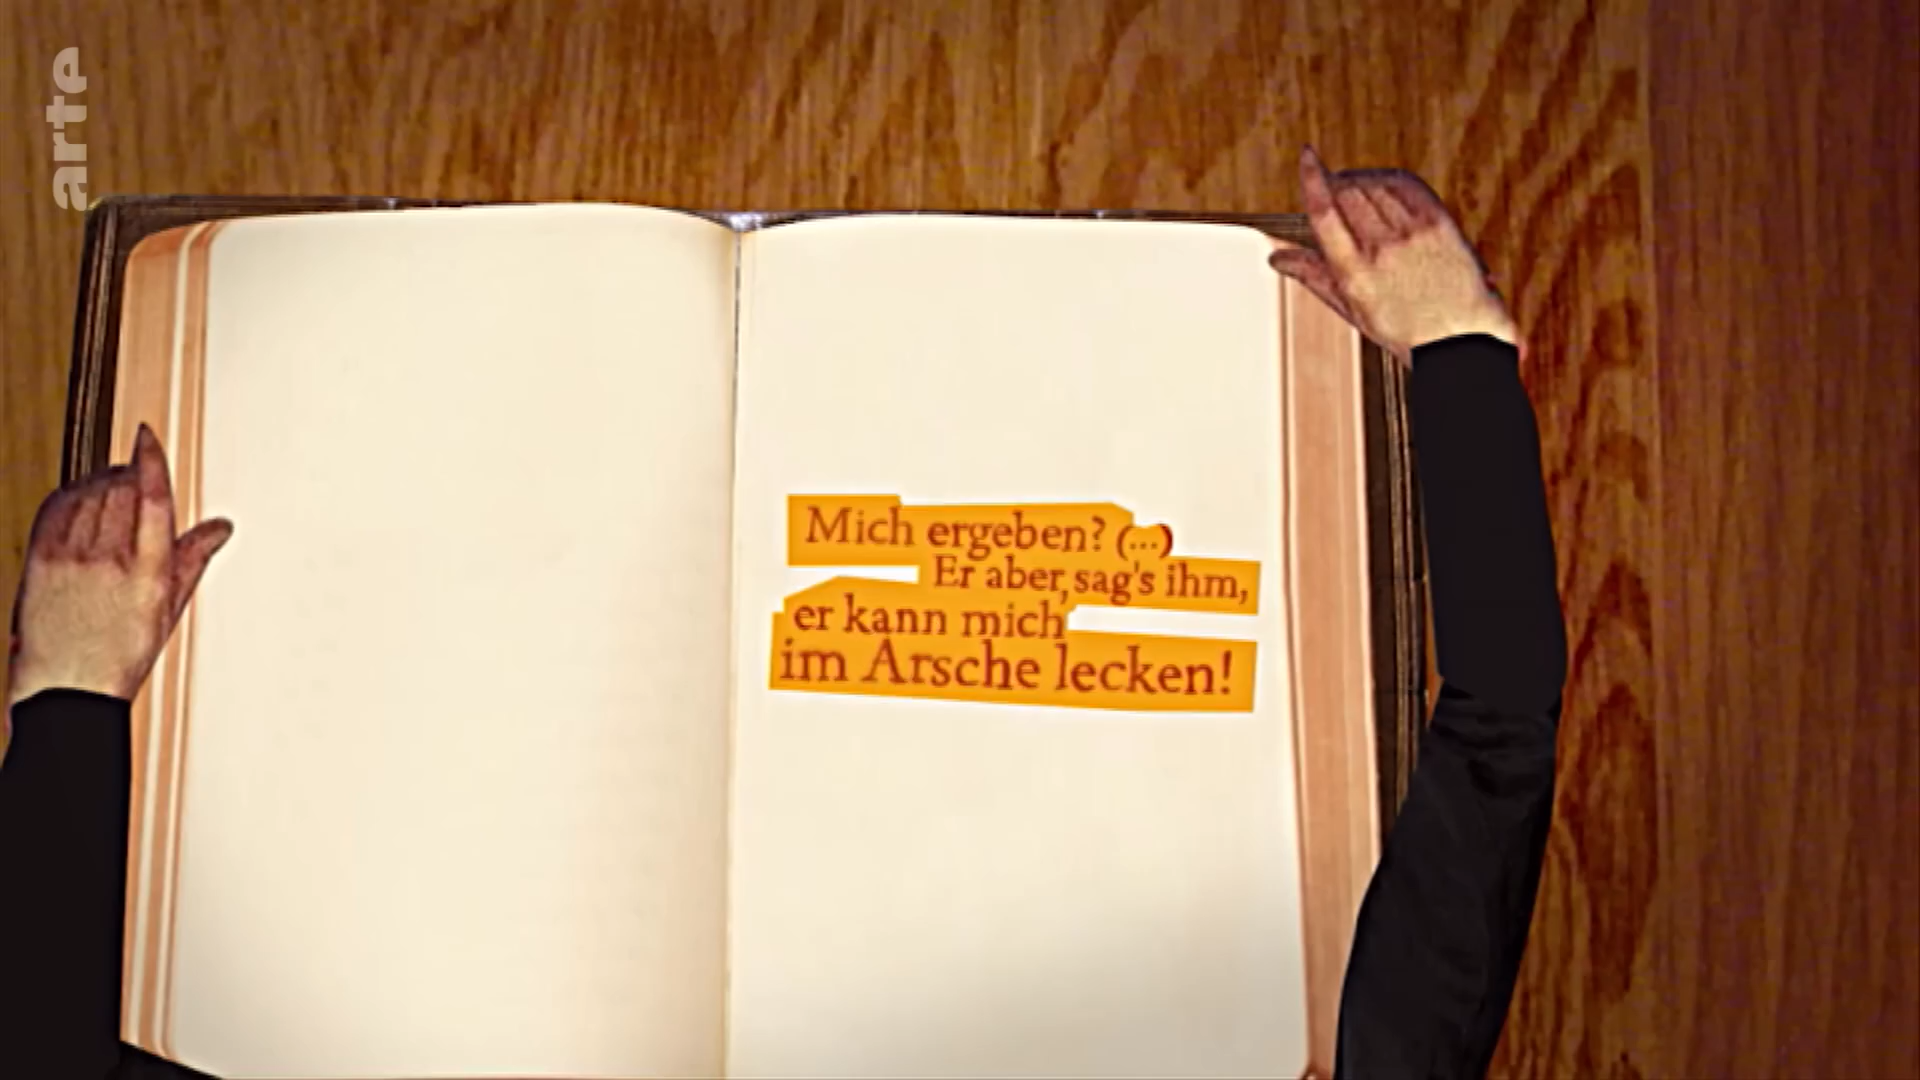 arte
Mich ergeben? (...)
Er aber, sag's ihm,
er kann mich
im Arsche lecken!